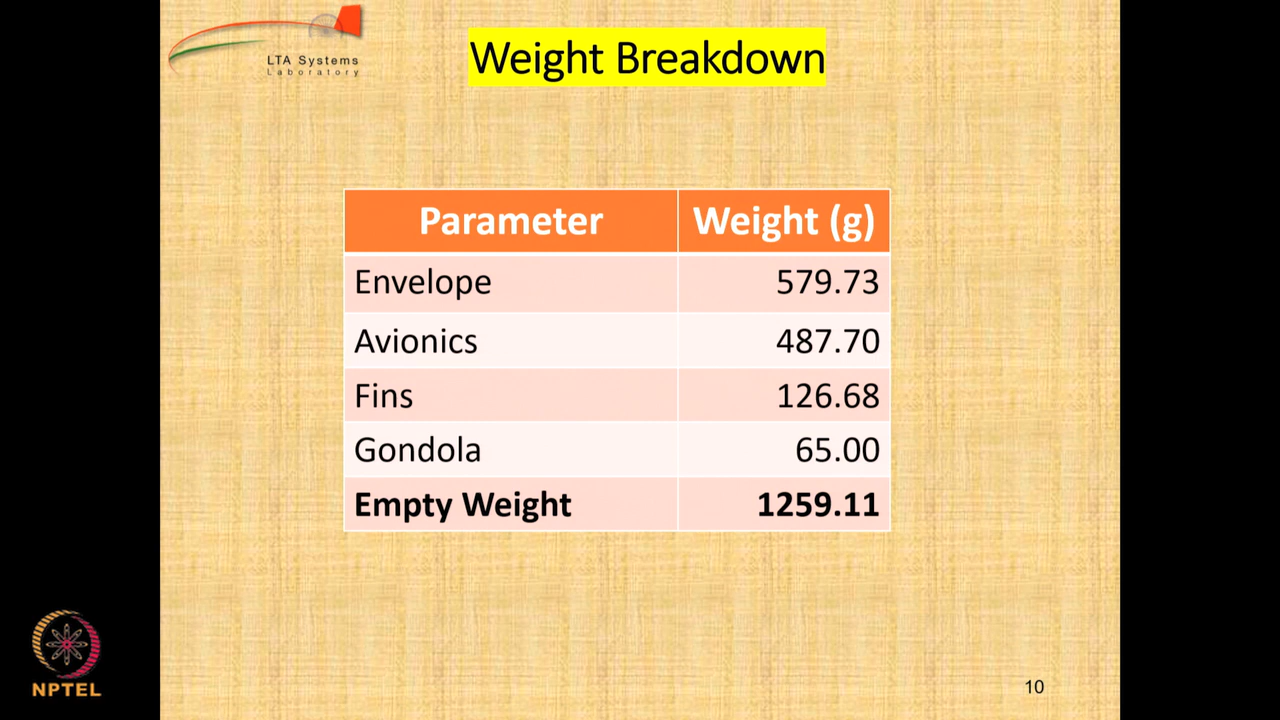 LTA Systems
Laboratory
Weight Breakdown
Parameter Weight (g)
Envelope 579.73
Avionics 487.70
Fins 126.68
Gondola 65.00
Empty Weight 1259.11
NPTEL
10